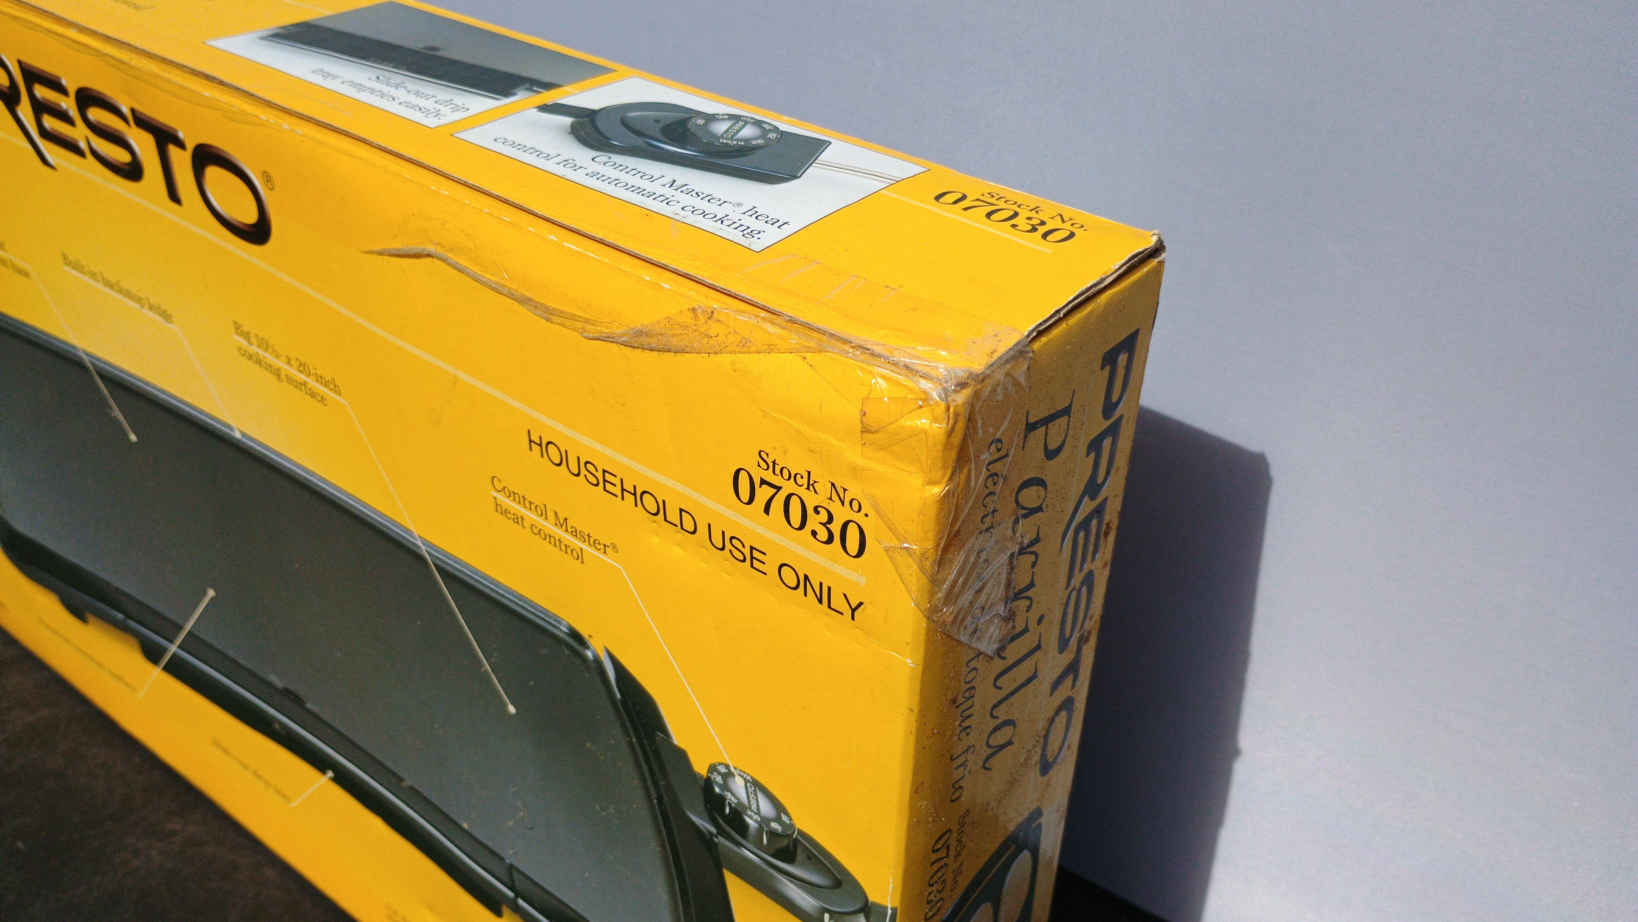 Slide-out drip
tray empties easily.
Control Master® heat
control for automatic cooking.
Stock No.
07030
RESTO®
Built-in backstop ledge
Big 10½- x 20-inch
cooking surface
Stock No.
07030
HOUSEHOLD USE ONLY
Control Master®
heat control
PRESTO
Parrilla
toque frío
Stock No.
07030